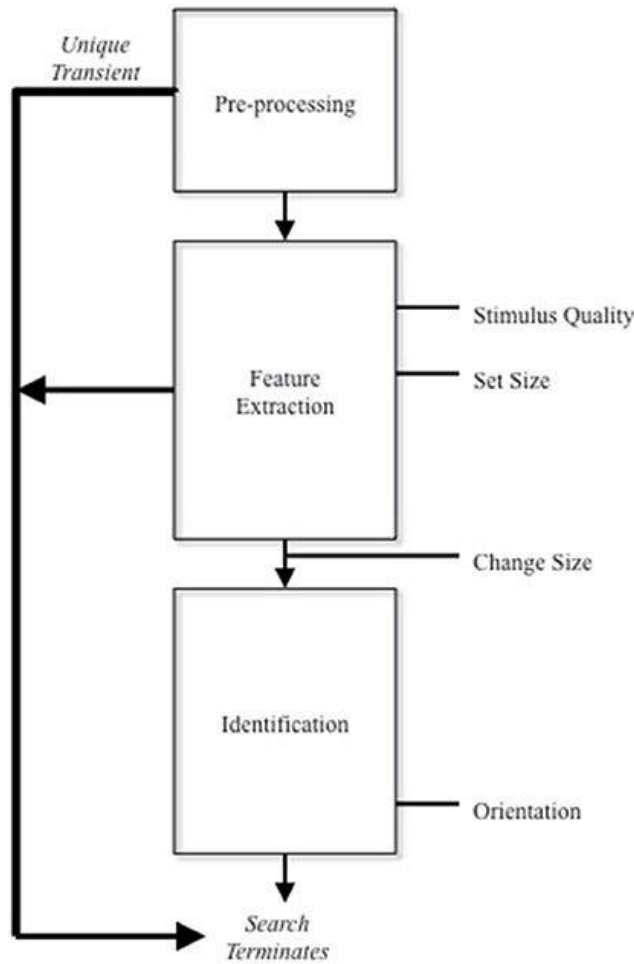 Unique
Transient
Pre-processing
Stimulus Quality
Feature
Extraction
Set Size
Change Size
Identification
Orientation
Search
Terminates